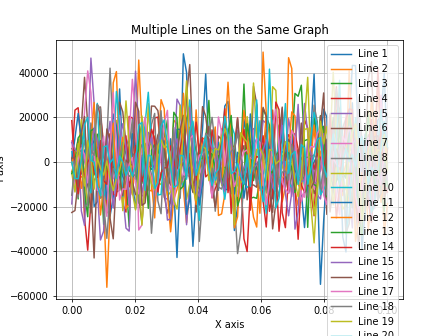 Multiple Lines on the Same Graph
40000
20000
0
−20000
−40000
−60000
0.00
0.02
0.04
0.06
X axis
Line 1
Line 2
Line 3
Line 4
Line 5
Line 6
Line 7
Line 8
Line 9
Line 10
Line 11
Line 12
Line 13
Line 14
Line 15
Line 16
Line 17
Line 18
Line 19
Line 20